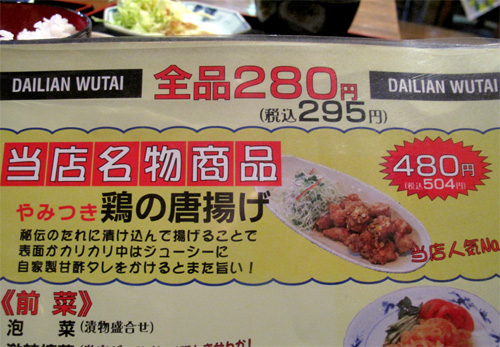 DAILIAN WUTAI
全品280円
DAILIAN WUTAI
(税込295円)
当店名物商品
480円
(税込504円)
やみつき鶏の唐揚げ
秘伝のたれに漬け込んで揚げることで
表面がカリカリ中はジューシーに
自家製甘酢タレをかけるとまた旨い!
当店人気No
《前菜》
泡 菜(漬物盛合せ)